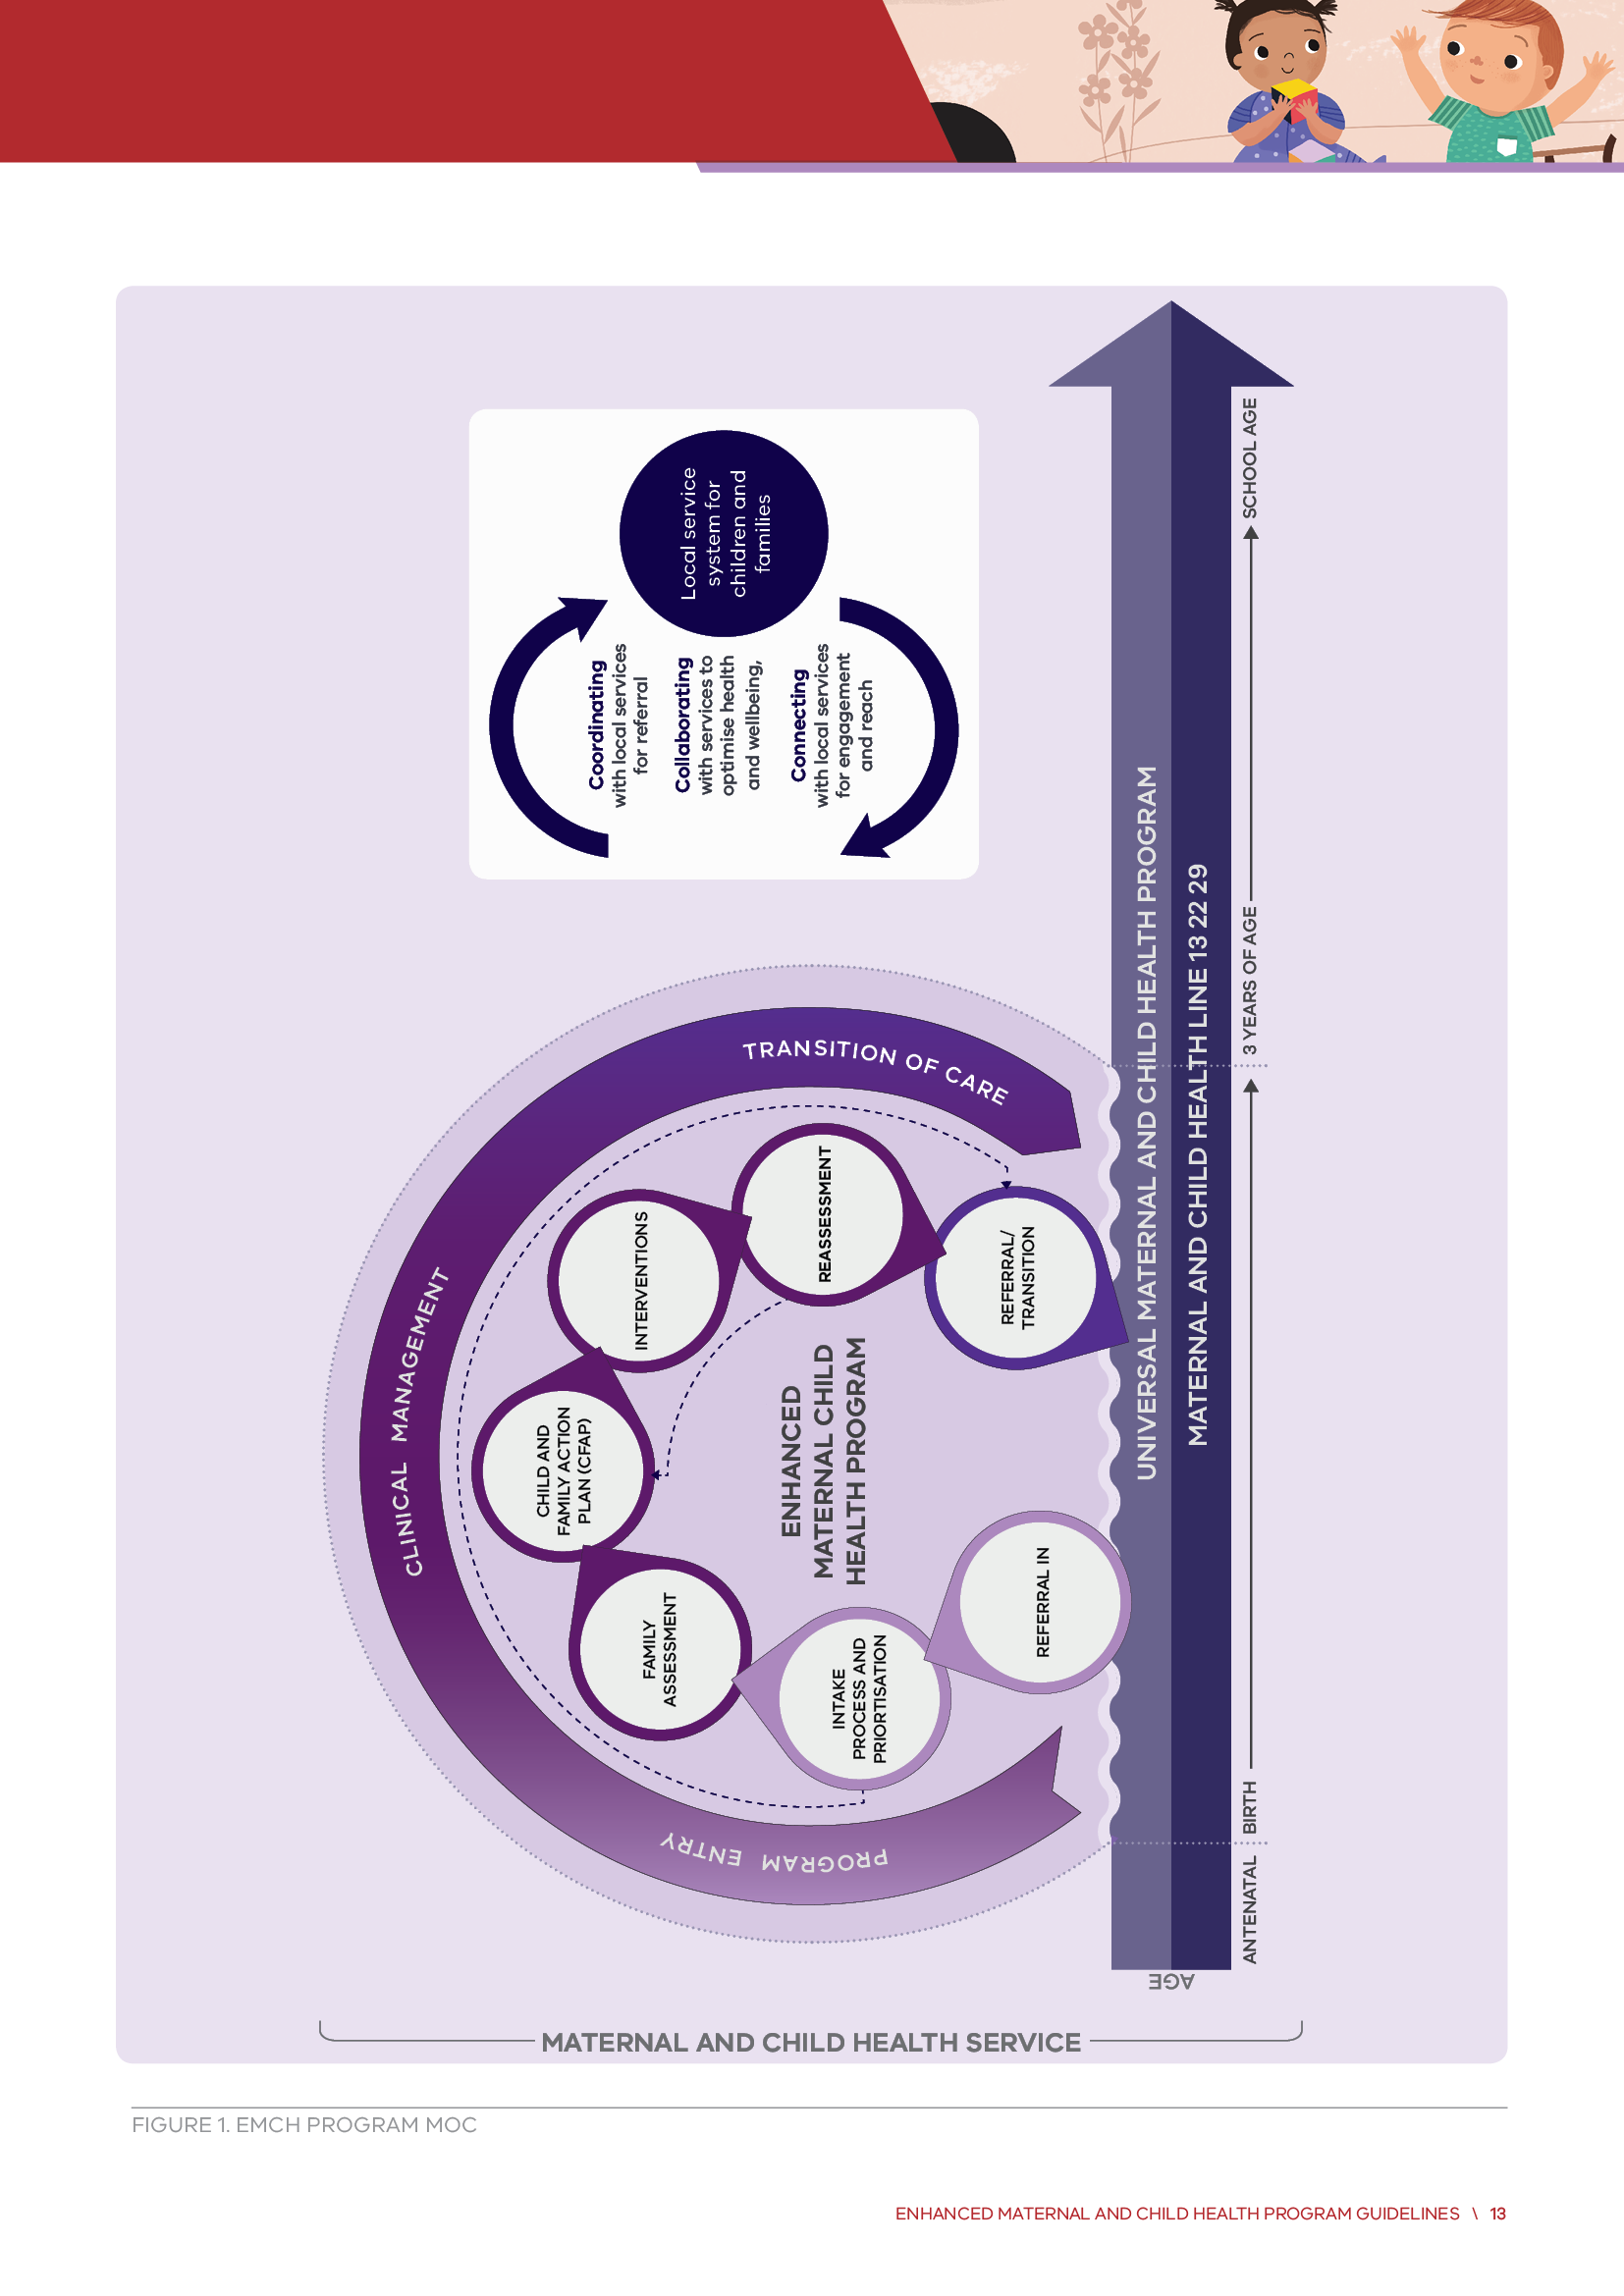 MATERNAL AND CHILD HEALTH SERVICE
CLINICAL MANAGEMENT
PROGRAM ENTRY
TRANSITION OF CARE
REFERRAL IN
INTAKE
PROCESS AND
PRIORTISATION
FAMILY
ASSESSMENT
CHILD AND
FAMILY ACTION
PLAN (CFAP)
INTERVENTIONS
REASSESSMENT
REFERRAL/
TRANSITION
ENHANCED
MATERNAL CHILD
HEALTH PROGRAM
Coordinating
with local services
for referral
Collaborating
with services to
optimise health
and wellbeing,
Connecting
with local services
for engagement
and reach
Local service
system for
children and
families
UNIVERSAL MATERNAL AND CHILD HEALTH PROGRAM
MATERNAL AND CHILD HEALTH LINE 13 22 29
AGE
ANTENATAL
BIRTH
3 YEARS OF AGE
SCHOOL AGE
FIGURE 1. EMCH PROGRAM MOC
ENHANCED MATERNAL AND CHILD HEALTH PROGRAM GUIDELINES \ 13